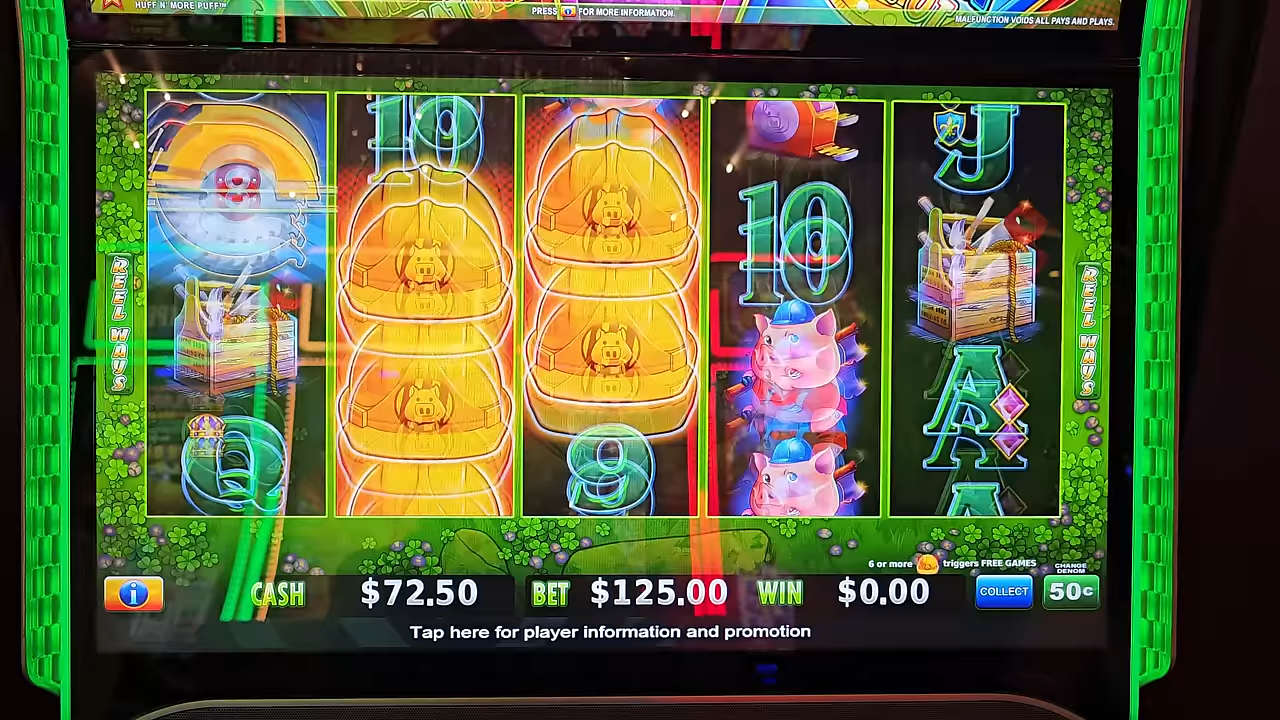 HUFF N' MORE PUFF™
PRESS i FOR MORE INFORMATION.
MALFUNCTION VOIDS ALL PAYS AND PLAYS.
10
J
10
REEL WAYS
REEL WAYS
A
A
Q
9
A
6 or more triggers FREE GAMES
CHANGE DENOM
i
CASH $72.50 BET $125.00 WIN $0.00
COLLECT
50¢
Tap here for player information and promotion